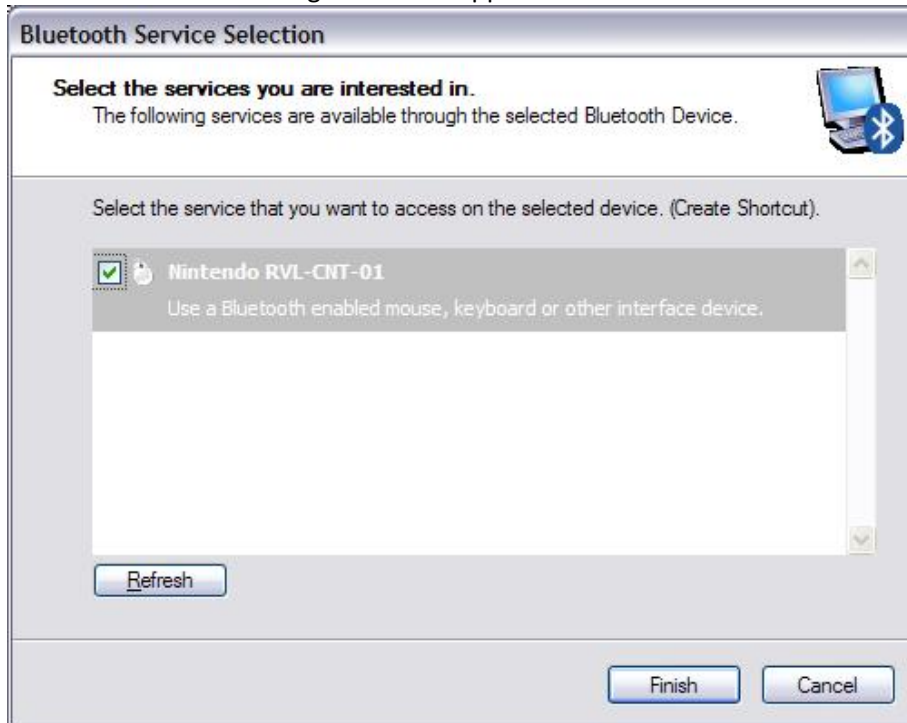 Bluetooth Service Selection
Select the services you are interested in.
The following services are available through the selected Bluetooth Device.
Select the service that you want to access on the selected device. (Create Shortcut).
Nintendo RVL-CNT-01
Use a Bluetooth enabled mouse, keyboard or other interface device.
Refresh
Finish Cancel